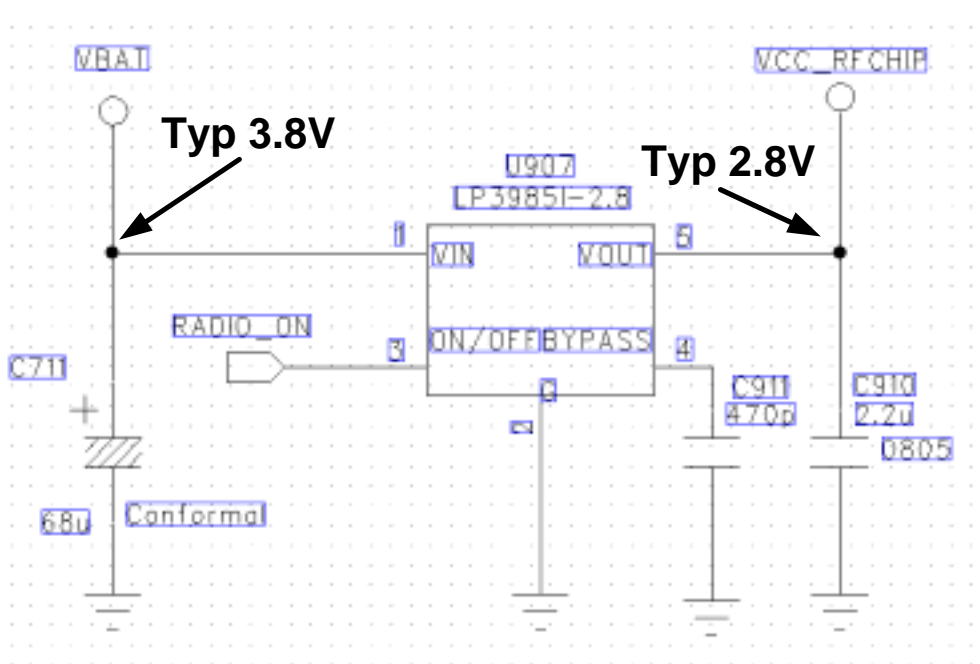 VBAT
VCC_RFCHIP
Typ 3.8V
Typ 2.8V
U907
LP3985I-2.8
1
5
VIN
VOUT
RADIO_ON
3
ON/OFF
BYPASS
4
C711
+
G
2
C911
470p
C910
2.2u
0805
68u
Conformal